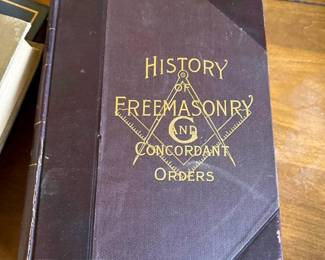 HISTORY
OF
FREEMASONRY
G
AND
CONCORDANT
ORDERS